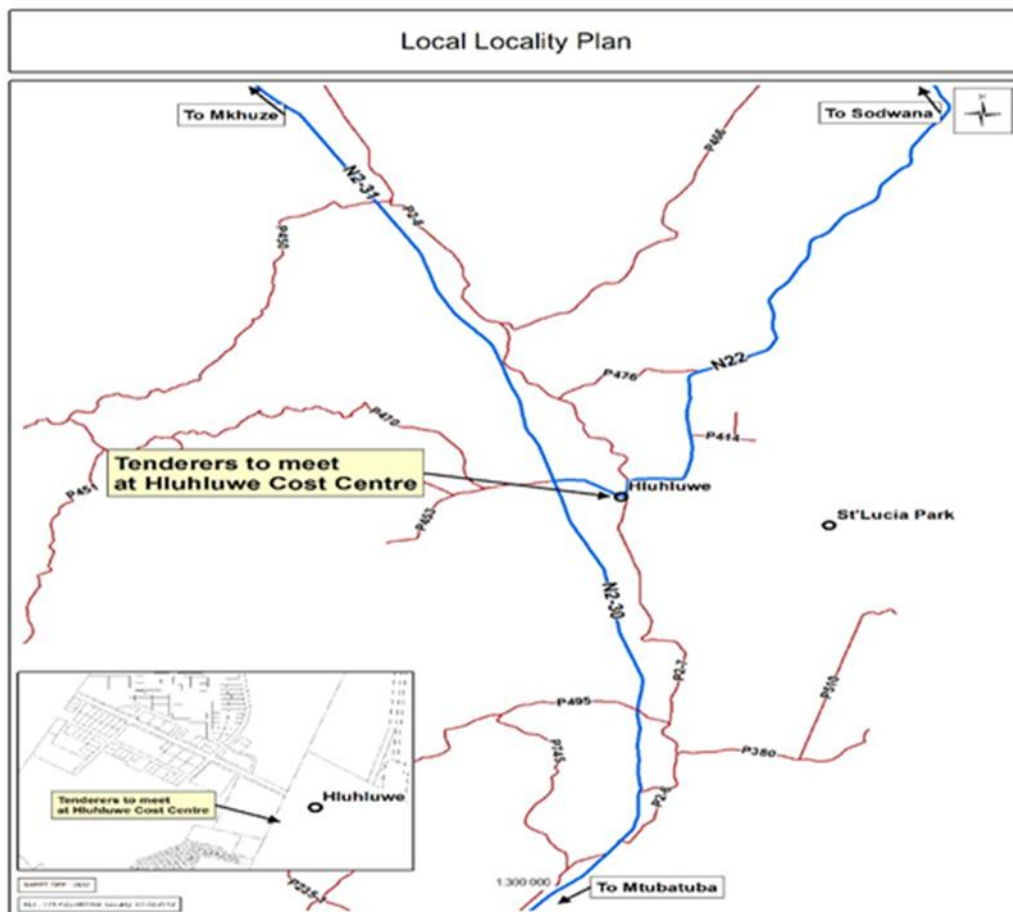 Local Locality Plan
To Mkhuze
To Sodwana
N2-31
P466
P2-8
P450
N22
P476
P470
P414
Tenderers to meet
at Hluhluwe Cost Centre
Hluhluwe
P451
P453
St'Lucia Park
N2-30
P2-7
P510
P495
P745
P380
Tenderers to meet
at Hluhluwe Cost Centre
Hluhluwe
1:300 000
To Mtubatuba